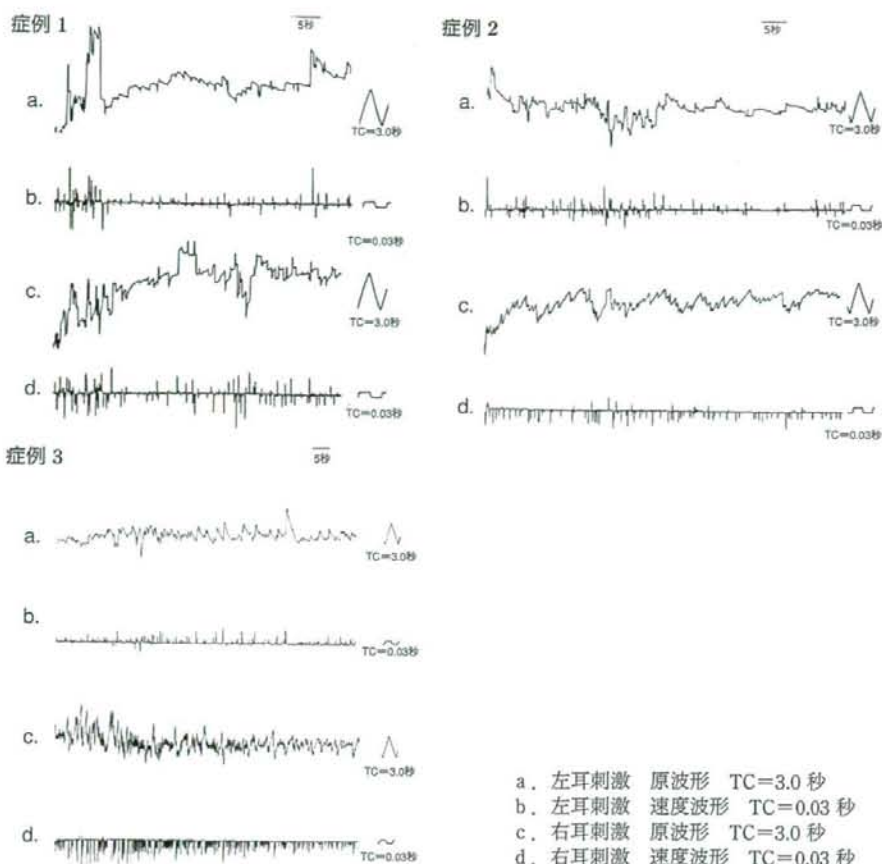 症例 1
5秒
a.
TC=3.0秒
b.
TC=0.03秒
c.
TC=3.0秒
d.
TC=0.03秒
症例 2
5秒
a.
TC=3.0秒
b.
TC=0.03秒
c.
TC=3.0秒
d.
TC=0.03秒
症例 3
5秒
a.
TC=3.0秒
b.
TC=0.03秒
c.
TC=3.0秒
d.
TC=0.03秒
a. 左耳刺激 原波形 TC=3.0 秒
b. 左耳刺激 速度波形 TC=0.03 秒
c. 右耳刺激 原波形 TC=3.0 秒
d. 右耳刺激 速度波形 TC=0.03 秒